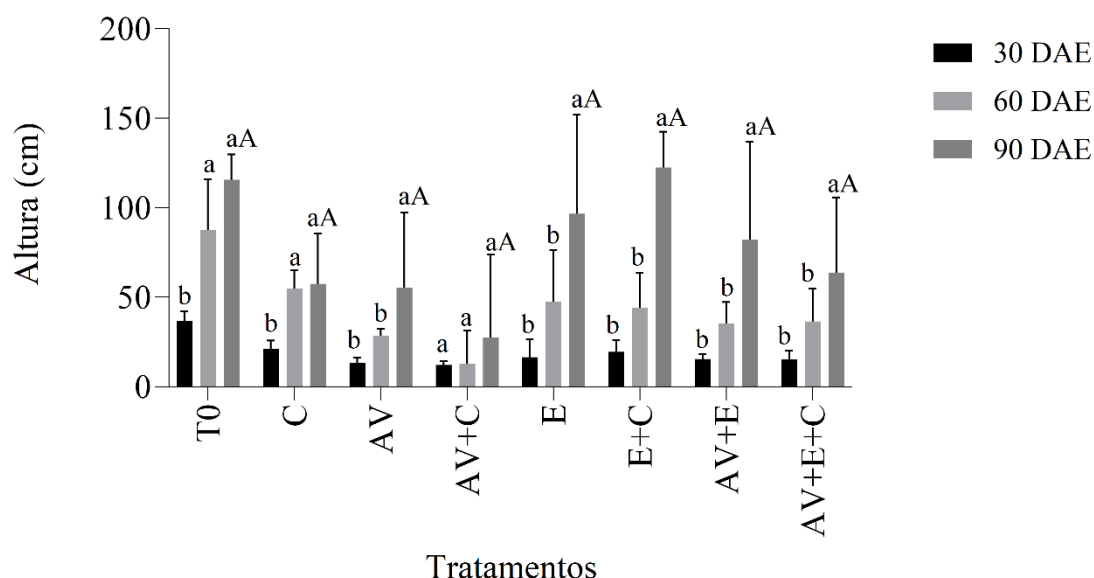 200
150
100
50
0
Altura (cm)
b a aA
b a aA
b b aA
a a aA
b b aA
b b aA
b b aA
b b aA
T0
C
AV
AV+C
E
E+C
AV+E
AV+E+C
Tratamentos
30 DAE
60 DAE
90 DAE